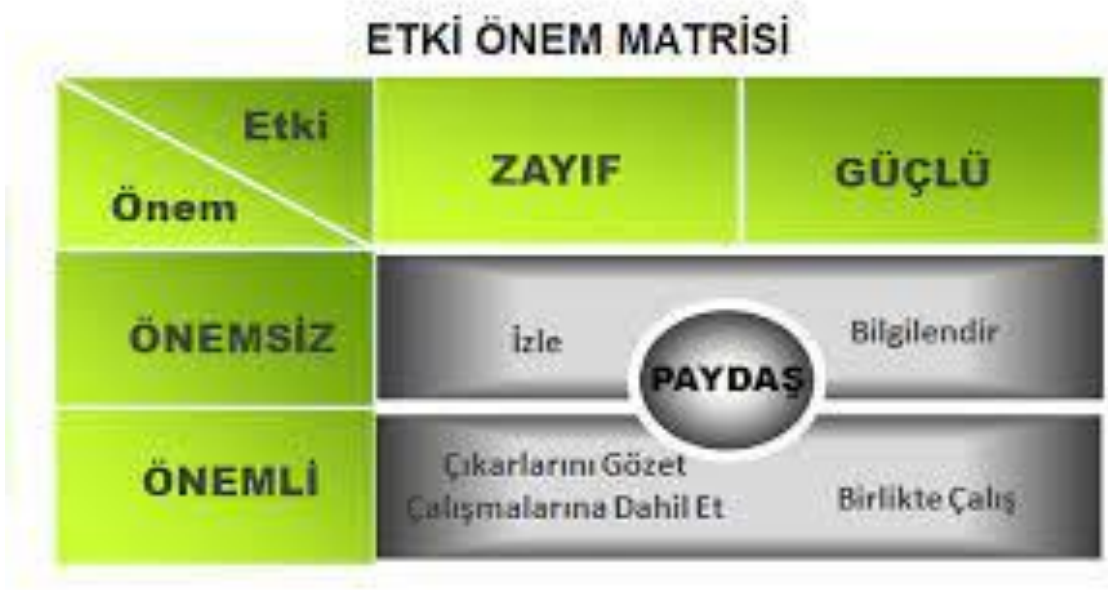 ETKİ ÖNEM MATRİSİ
Etki
Önem
ZAYIF
GÜÇLÜ
ÖNEMSİZ
İzle
Bilgilendir
PAYDAŞ
ÖNEMLİ
Çıkarlarını Gözet
Çalışmalarına Dahil Et
Birlikte Çalış